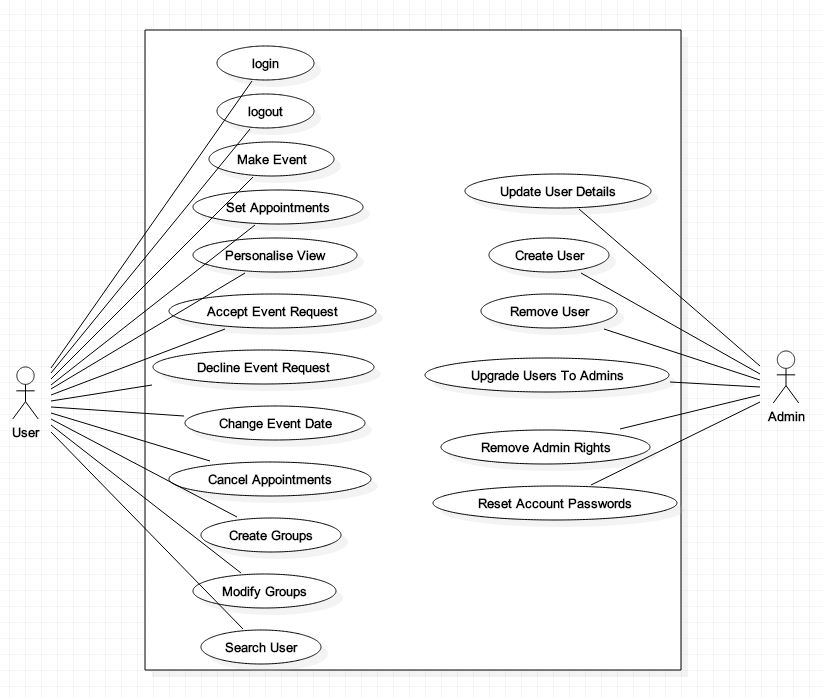 login
logout
Make Event
Set Appointments
Personalise View
Accept Event Request
Decline Event Request
Change Event Date
Cancel Appointments
Create Groups
Modify Groups
Search User
User
Update User Details
Create User
Remove User
Upgrade Users To Admins
Remove Admin Rights
Reset Account Passwords
Admin